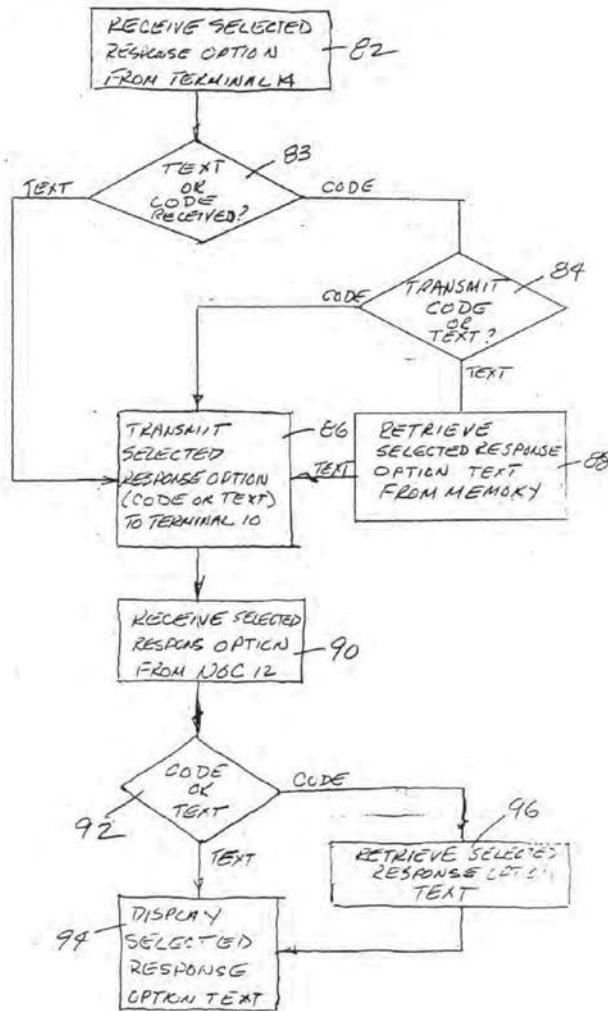 RECEIVE SELECTED
RESPONSE OPTION
FROM TERMINAL 14
82
83
TEXT
OR
CODE
RECEIVED?
TEXT
CODE
84
TRANSMIT
CODE
OR
TEXT?
CODE
TEXT
TRANSMIT
SELECTED
RESPONSE OPTION
(CODE OR TEXT)
TO TERMINAL 10
86
TEXT
RETRIEVE
SELECTED RESPONSE
OPTION TEXT
FROM MEMORY
88
RECEIVE SELECTED
RESPONS OPTION
FROM NOC 12
90
CODE
OR
TEXT
92
CODE
TEXT
96
RETRIEVE SELECTED
RESPONSE
TEXT
94
DISPLAY
SELECTED
RESPONSE
OPTION TEXT